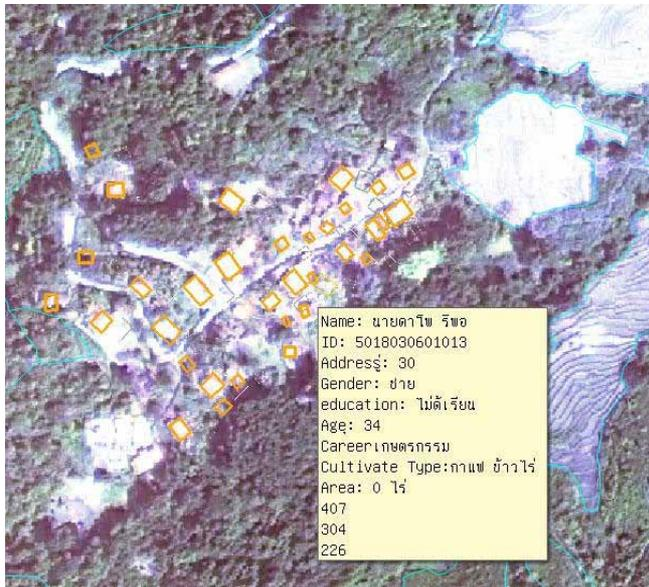 Name: นายดาโพ ริพอ
ID: 5018030601013
Addressฺ: 30
Gender: ชาย
education: ไม่ด้เรียน
Ageฺ: 34
Careerเกษตรกรรม
Cultivate Type:กาแฟ ข้าวไร่
Area: 0 ไร่
407
304
226